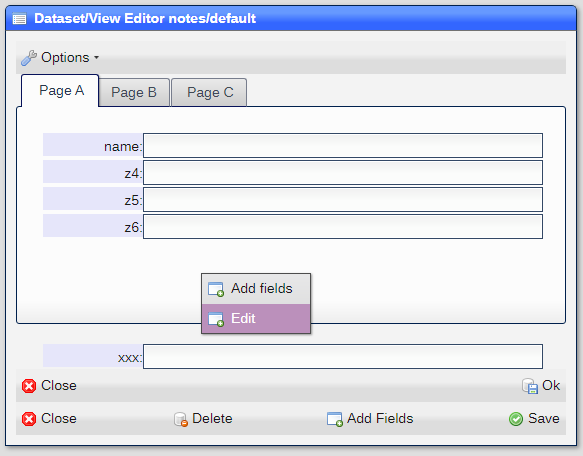 Dataset/View Editor notes/default
Options
Page A Page B Page C
name:
z4:
z5:
z6:
Add fields
Edit
xxx:
Close Ok
Close Delete Add Fields Save